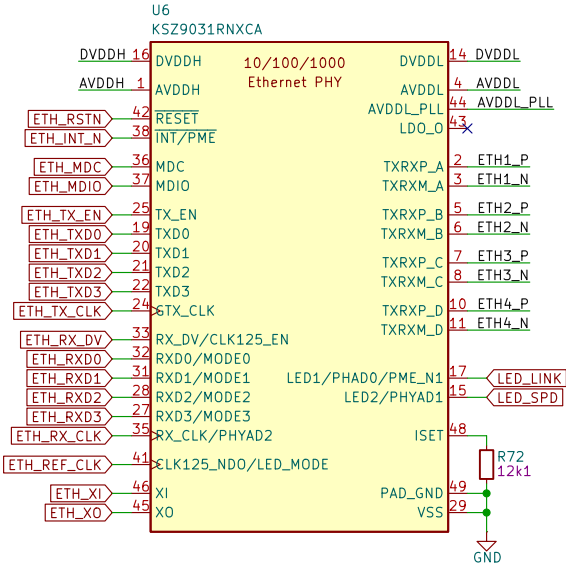 U6
KSZ9031RNXCA
10/100/1000
Ethernet PHY
DVDDH 16 DVDDH DVDDL 14 DVDDL
AVDDH 1 AVDDH AVDDL 4 AVDDL
AVDDL_PLL 44 AVDDL_PLL
ETH_RSTN 42 RESET LDO_O 43
ETH_INT_N 38 INT/PME
ETH_MDC 36 MDC TXRXP_A 2 ETH1_P
ETH_MDIO 37 MDIO TXRXM_A 3 ETH1_N
ETH_TX_EN 25 TX_EN TXRXP_B 5 ETH2_P
ETH_TXD0 19 TXD0 TXRXM_B 6 ETH2_N
ETH_TXD1 20 TXD1 TXRXP_C 7 ETH3_P
ETH_TXD2 21 TXD2 TXRXM_C 8 ETH3_N
ETH_TXD3 22 TXD3
ETH_TX_CLK 24 GTX_CLK TXRXP_D 10 ETH4_P
TXRXM_D 11 ETH4_N
ETH_RX_DV 33 RX_DV/CLK125_EN
ETH_RXD0 32 RXD0/MODE0
ETH_RXD1 31 RXD1/MODE1 LED1/PHAD0/PME_N1 17 LED_LINK
ETH_RXD2 28 RXD2/MODE2 LED2/PHYAD1 15 LED_SPD
ETH_RXD3 27 RXD3/MODE3
ETH_RX_CLK 35 RX_CLK/PHYAD2 ISET 48
R72
12k1
ETH_REF_CLK 41 CLK125_NDO/LED_MODE
ETH_XI 46 XI PAD_GND 49
ETH_XO 45 XO VSS 29
GND